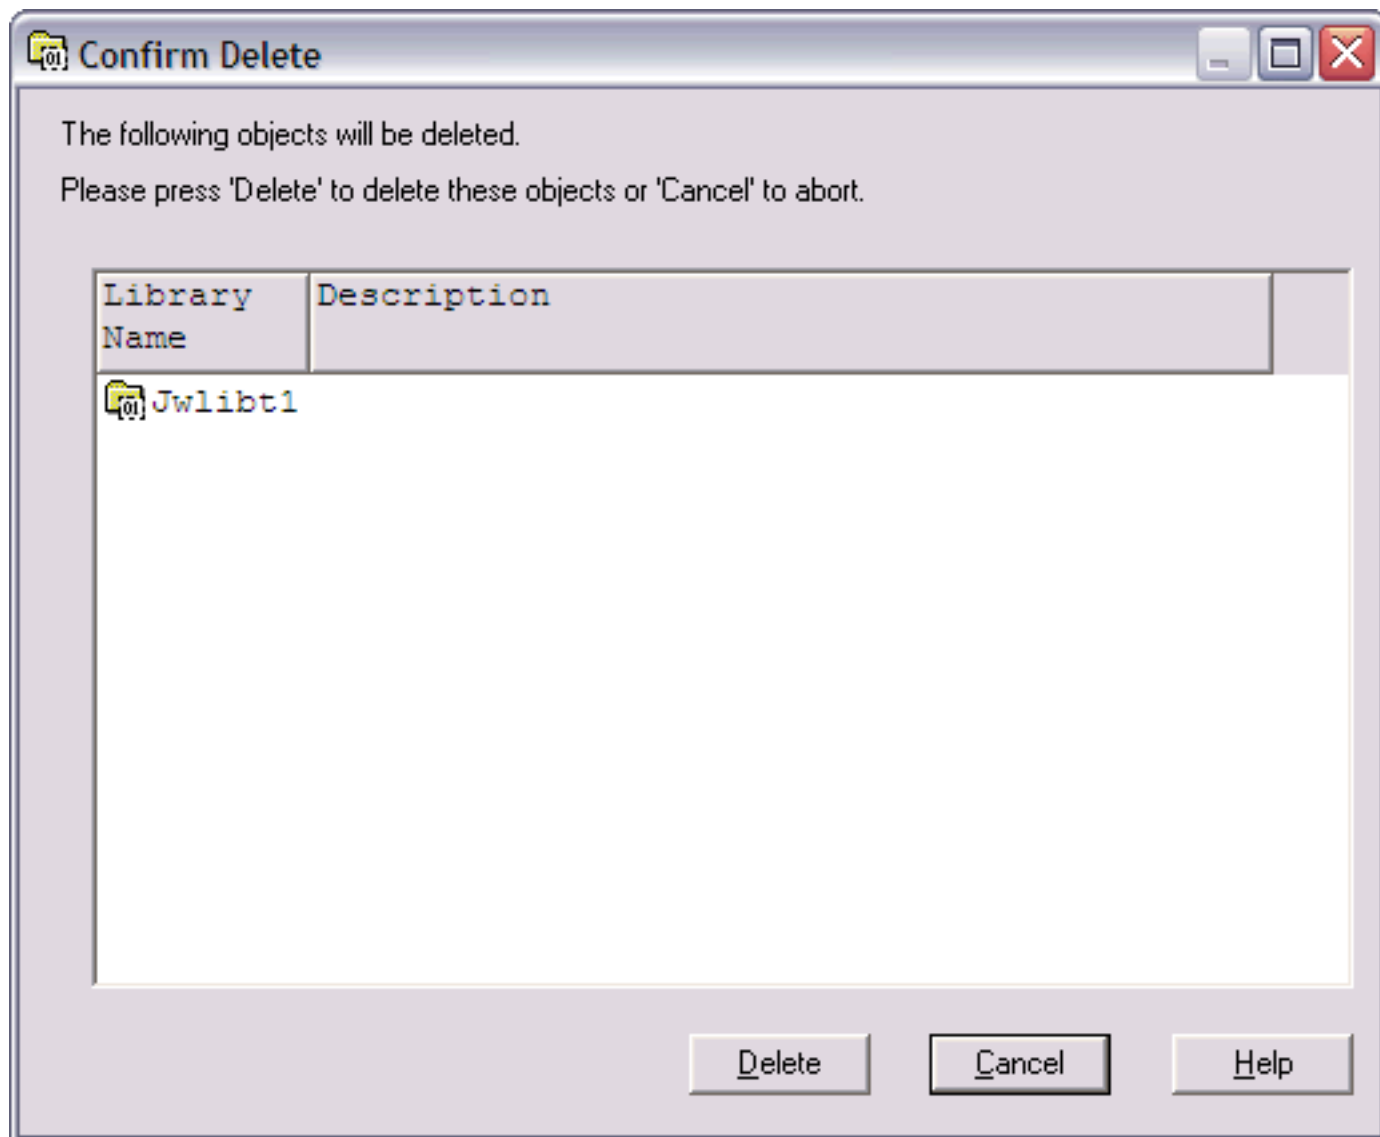 Confirm Delete
The following objects will be deleted.
Please press 'Delete' to delete these objects or 'Cancel' to abort.
Library Description
Name
Jwlibt1
Delete Cancel Help